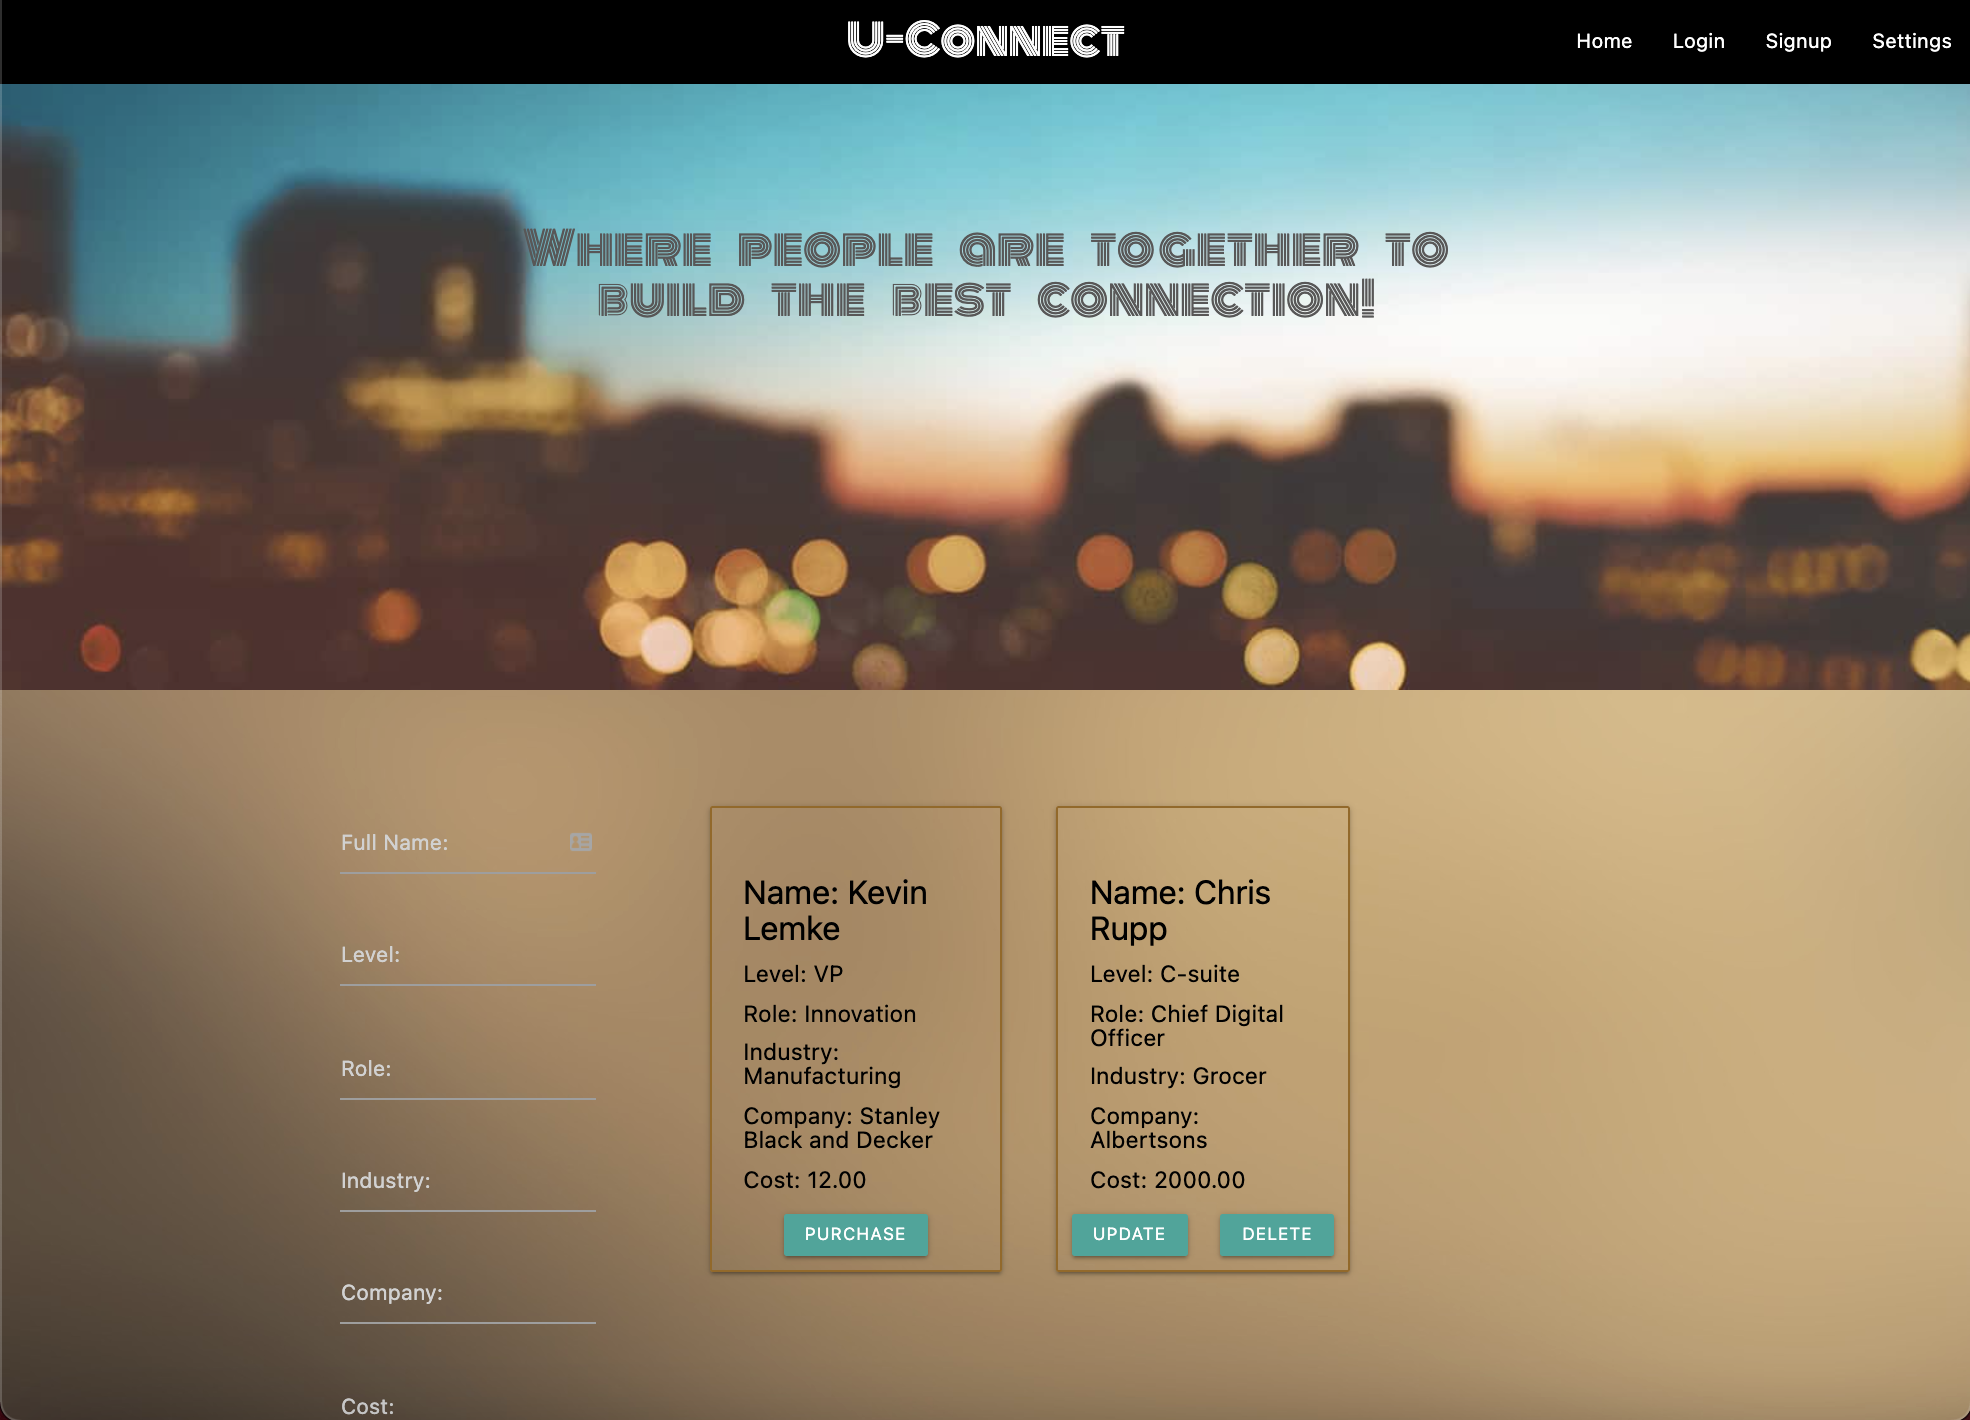 U-Connect
Home Login Signup Settings
Where people are together to
build the best connection!
Full Name:
Level:
Role:
Industry:
Company:
Cost:
Name: Kevin
Lemke
Level: VP
Role: Innovation
Industry:
Manufacturing
Company: Stanley
Black and Decker
Cost: 12.00
PURCHASE
Name: Chris
Rupp
Level: C-suite
Role: Chief Digital
Officer
Industry: Grocer
Company:
Albertsons
Cost: 2000.00
UPDATE DELETE